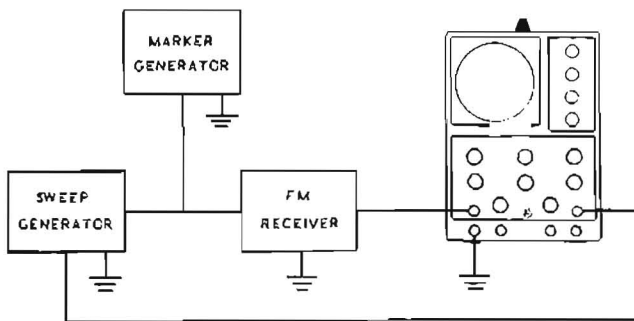 MARKER
GENERATOR
SWEEP
GENERATOR
FM
RECEIVER